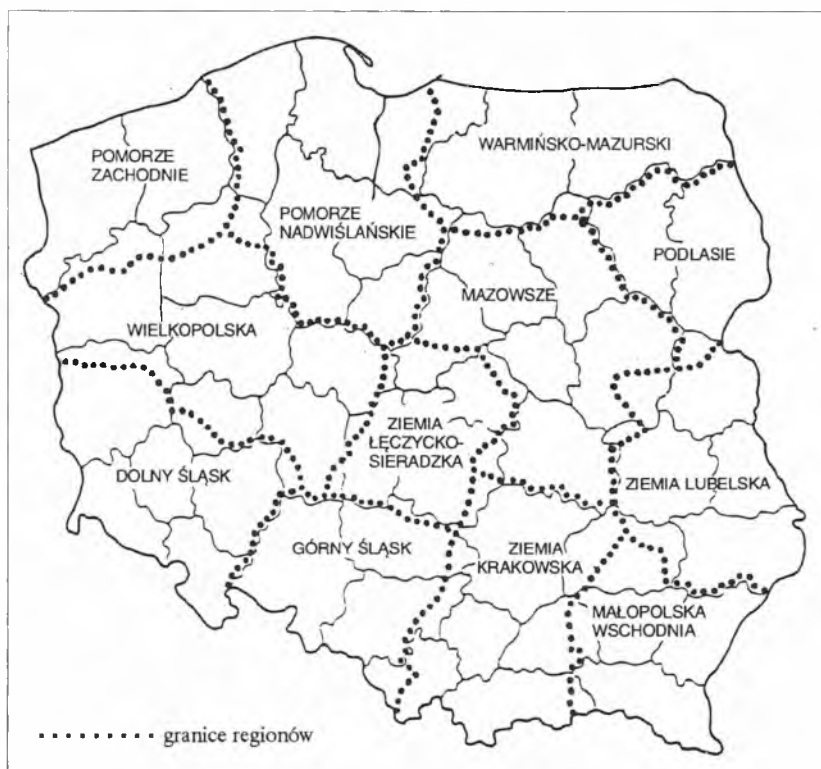 WARMIŃSKO-MAZURSKI
POMORZE
ZACHODNIE
POMORZE
NADWIŚLAŃSKIE
PODLASIE
MAZOWSZE
WIELKOPOLSKA
ZIEMIA
ŁĘCZYCKO-
SIERADZKA
DOLNY ŚLĄSK
ZIEMIA LUBELSKA
GÓRNY ŚLĄSK
ZIEMIA
KRAKOWSKA
MAŁOPOLSKA
WSCHODNIA
granice regionów